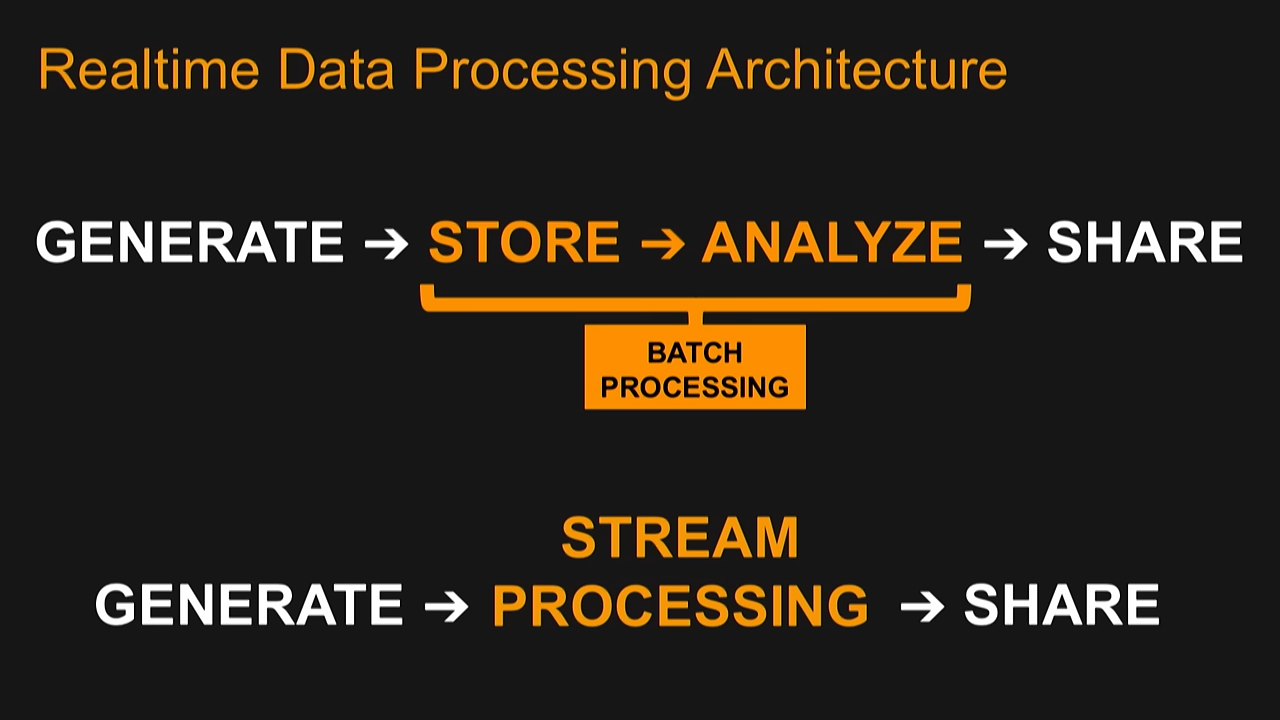 Realtime Data Processing Architecture
GENERATE → STORE → ANALYZE → SHARE
BATCH
PROCESSING
STREAM
GENERATE → PROCESSING → SHARE